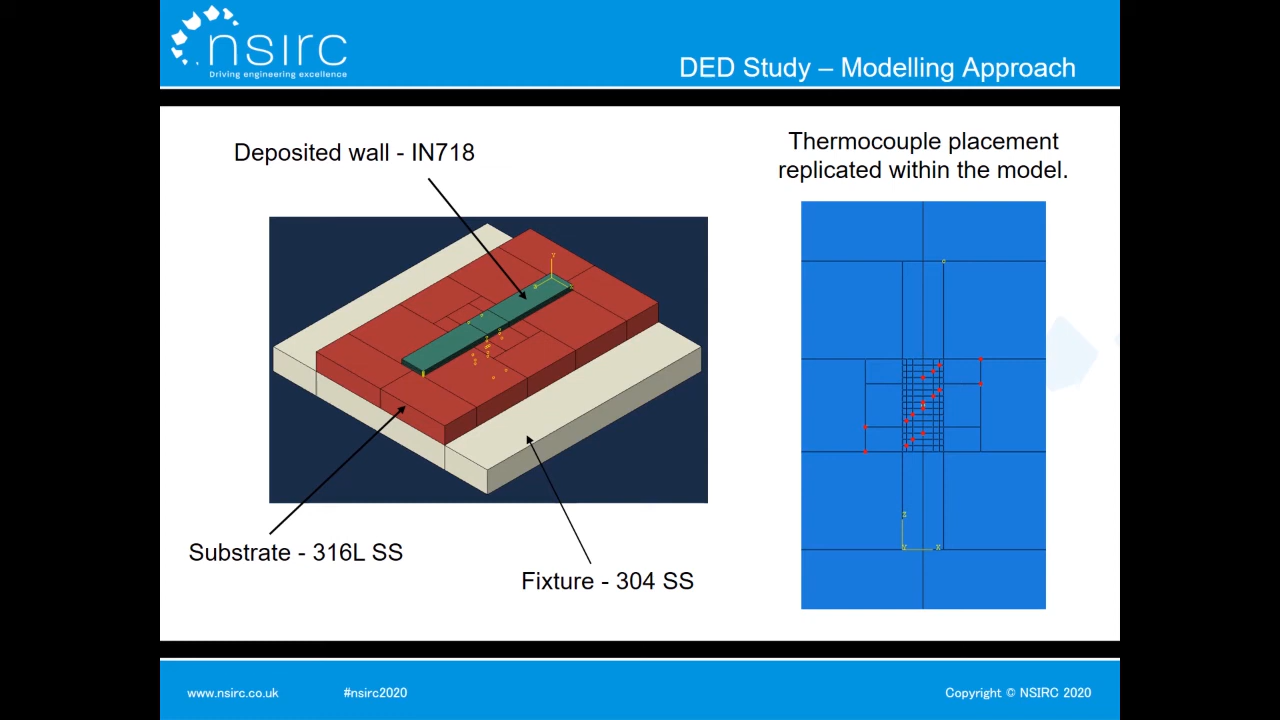 nsirc
Driving engineering excellence
DED Study – Modelling Approach
Deposited wall - IN718
Thermocouple placement
replicated within the model.
Substrate - 316L SS
Fixture - 304 SS
www.nsirc.co.uk
#nsirc2020
Copyright © NSIRC 2020